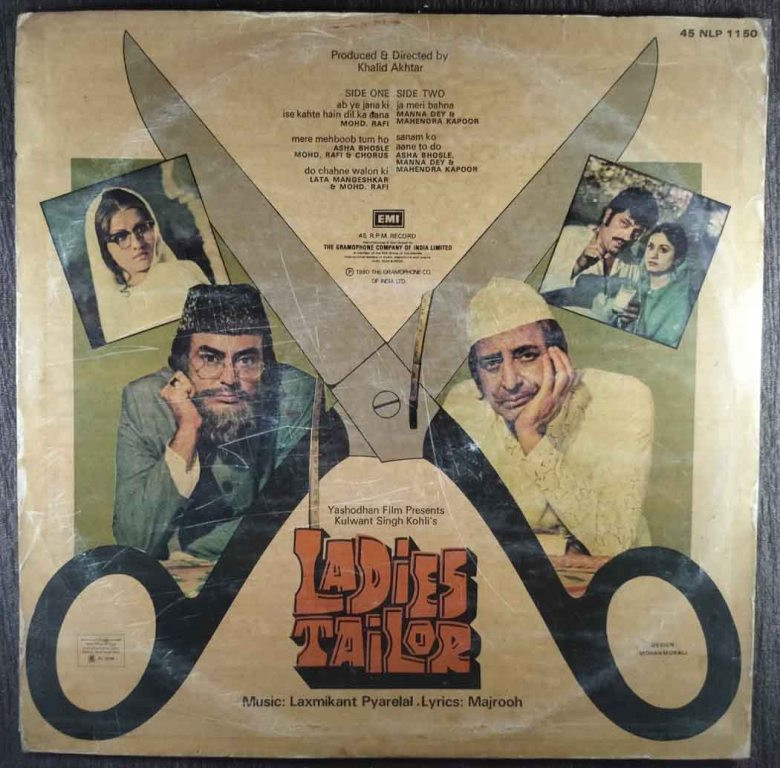 45 NLP 1150
Produced & Directed by
Khalid Akhtar
SIDE ONE
ab ye jana ki
ise kahte hain dil ka aana
MOHD. RAFI
mere mehboob tum ho
ASHA BHOSLE
MOHD. RAFI & CHORUS
do chahne walon ki
LATA MANGESHKAR
& MOHD. RAFI
SIDE TWO
ja meri bahna
MANNA DEY &
MAHENDRA KAPOOR
sanam ko
aane to do
ASHA BHOSLE,
MANNA DEY &
MAHENDRA KAPOOR
EMI
45 R.P.M. RECORD
THE GRAMOPHONE COMPANY OF INDIA LIMITED
℗ 1980 THE GRAMOPHONE CO.
OF INDIA LTD.
Yashodhan Film Presents
Kulwant Singh Kohli's
LADiES
TAiLOR
DESIGN
MOHAN MURALI
Music: Laxmikant Pyarelal . Lyrics: Majrooh